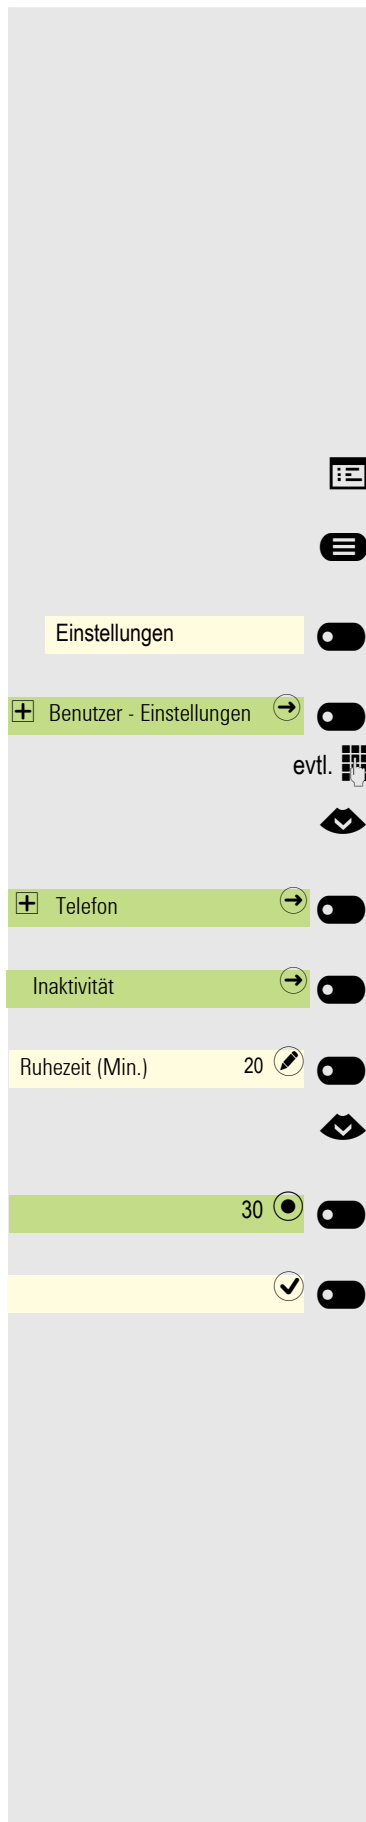 Einstellungen
Benutzer - Einstellungen
evtl.
Telefon
Inaktivität
Ruhezeit (Min.) 20
30